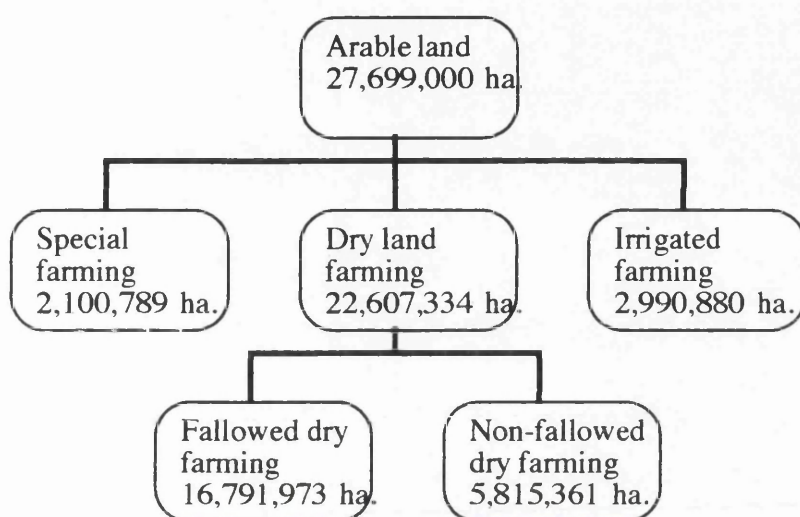 Arable land
27,699,000 ha.
Special
farming
2,100,789 ha.
Dry land
farming
22,607,334 ha.
Irrigated
farming
2,990,880 ha.
Fallowed dry
farming
16,791,973 ha.
Non-fallowed
dry farming
5,815,361 ha.